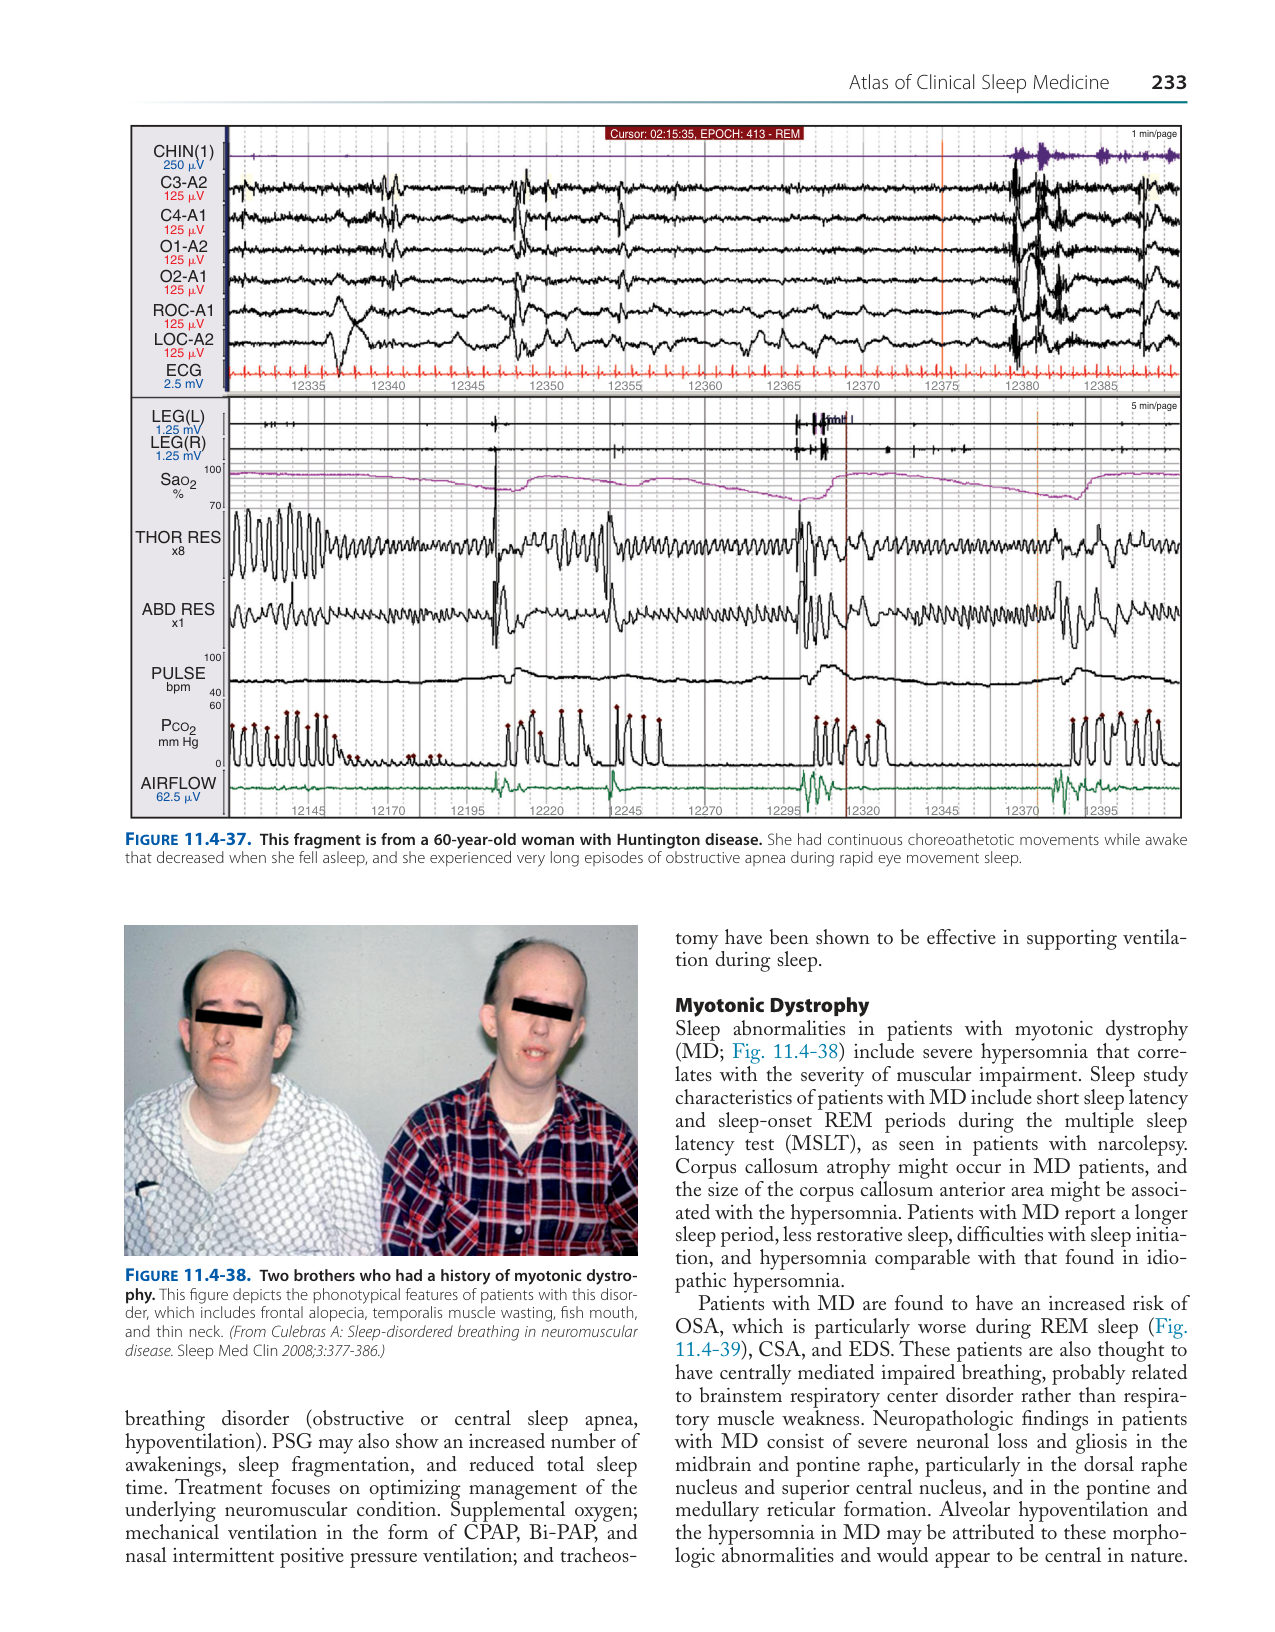 Atlas of Clinical Sleep Medicine 233
Cursor: 02:15:35, EPOCH: 413 - REM
1 min/page
CHIN(1)
250 µV
C3-A2
125 µV
C4-A1
125 µV
O1-A2
125 µV
O2-A1
125 µV
ROC-A1
125 µV
LOC-A2
125 µV
ECG
2.5 mV
12335 12340 12345 12350 12355 12360 12365 12370 12375 12380 12385
5 min/page
LEG(L)
1.25 mV
LEG(R)
1.25 mV
100
SaO2
%
70
THOR RES
x8
ABD RES
x1
100
PULSE
bpm
40
60
PCO2
mm Hg
0
AIRFLOW
62.5 µV
12145 12170 12195 12220 12245 12270 12295 12320 12345 12370 12395
FIGURE 11.4-37. This fragment is from a 60-year-old woman with Huntington disease. She had continuous choreoathetotic movements while awake
that decreased when she fell asleep, and she experienced very long episodes of obstructive apnea during rapid eye movement sleep.
FIGURE 11.4-38. Two brothers who had a history of myotonic dystro-
phy. This figure depicts the phonotypical features of patients with this disor-
der, which includes frontal alopecia, temporalis muscle wasting, fish mouth,
and thin neck. (From Culebras A: Sleep-disordered breathing in neuromuscular
disease. Sleep Med Clin 2008;3:377-386.)
breathing disorder (obstructive or central sleep apnea,
hypoventilation). PSG may also show an increased number of
awakenings, sleep fragmentation, and reduced total sleep
time. Treatment focuses on optimizing management of the
underlying neuromuscular condition. Supplemental oxygen;
mechanical ventilation in the form of CPAP, Bi-PAP, and
nasal intermittent positive pressure ventilation; and tracheos-
tomy have been shown to be effective in supporting ventila-
tion during sleep.
Myotonic Dystrophy
Sleep abnormalities in patients with myotonic dystrophy
(MD; Fig. 11.4-38) include severe hypersomnia that corre-
lates with the severity of muscular impairment. Sleep study
characteristics of patients with MD include short sleep latency
and sleep-onset REM periods during the multiple sleep
latency test (MSLT), as seen in patients with narcolepsy.
Corpus callosum atrophy might occur in MD patients, and
the size of the corpus callosum anterior area might be associ-
ated with the hypersomnia. Patients with MD report a longer
sleep period, less restorative sleep, difficulties with sleep initia-
tion, and hypersomnia comparable with that found in idio-
pathic hypersomnia.
Patients with MD are found to have an increased risk of
OSA, which is particularly worse during REM sleep (Fig.
11.4-39), CSA, and EDS. These patients are also thought to
have centrally mediated impaired breathing, probably related
to brainstem respiratory center disorder rather than respira-
tory muscle weakness. Neuropathologic findings in patients
with MD consist of severe neuronal loss and gliosis in the
midbrain and pontine raphe, particularly in the dorsal raphe
nucleus and superior central nucleus, and in the pontine and
medullary reticular formation. Alveolar hypoventilation and
the hypersomnia in MD may be attributed to these morpho-
logic abnormalities and would appear to be central in nature.